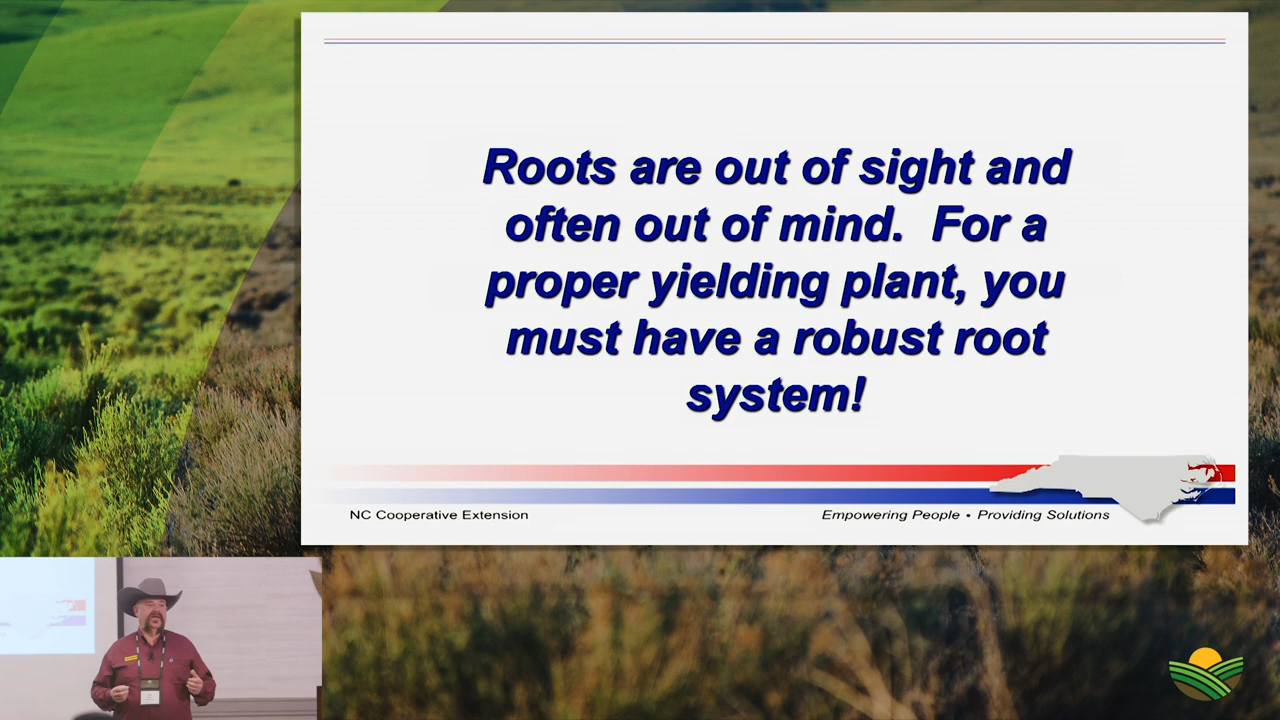 Roots are out of sight and
often out of mind.  For a
proper yielding plant, you
must have a robust root
system!
NC Cooperative Extension
Empowering People • Providing Solutions